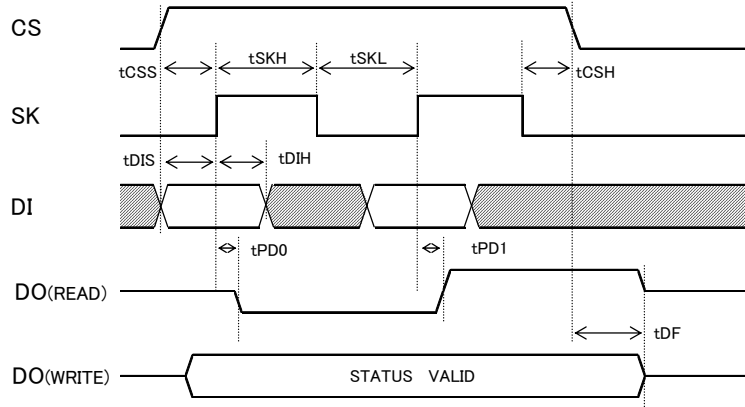 CS
tCSS tSKH tSKL tCSH
SK
tDIS tDIH
DI
tPD0 tPD1
DO(READ)
tDF
DO(WRITE) STATUS VALID